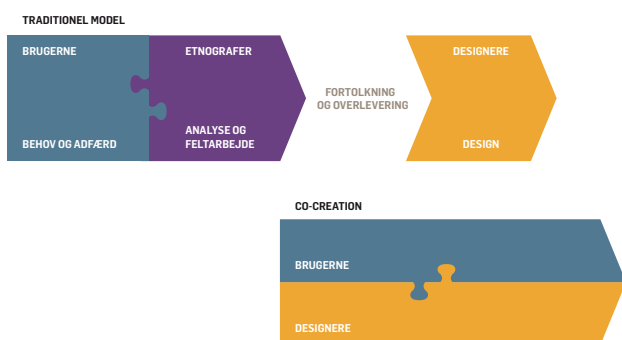 TRADITIONEL MODEL
BRUGERNE
BEHOV OG ADFÆRD
ETNOGRAFER
ANALYSE OG
FELTARBEJDE
FORTOLKNING
OG OVERLEVERING
DESIGNERE
DESIGN
CO-CREATION
BRUGERNE
DESIGNERE